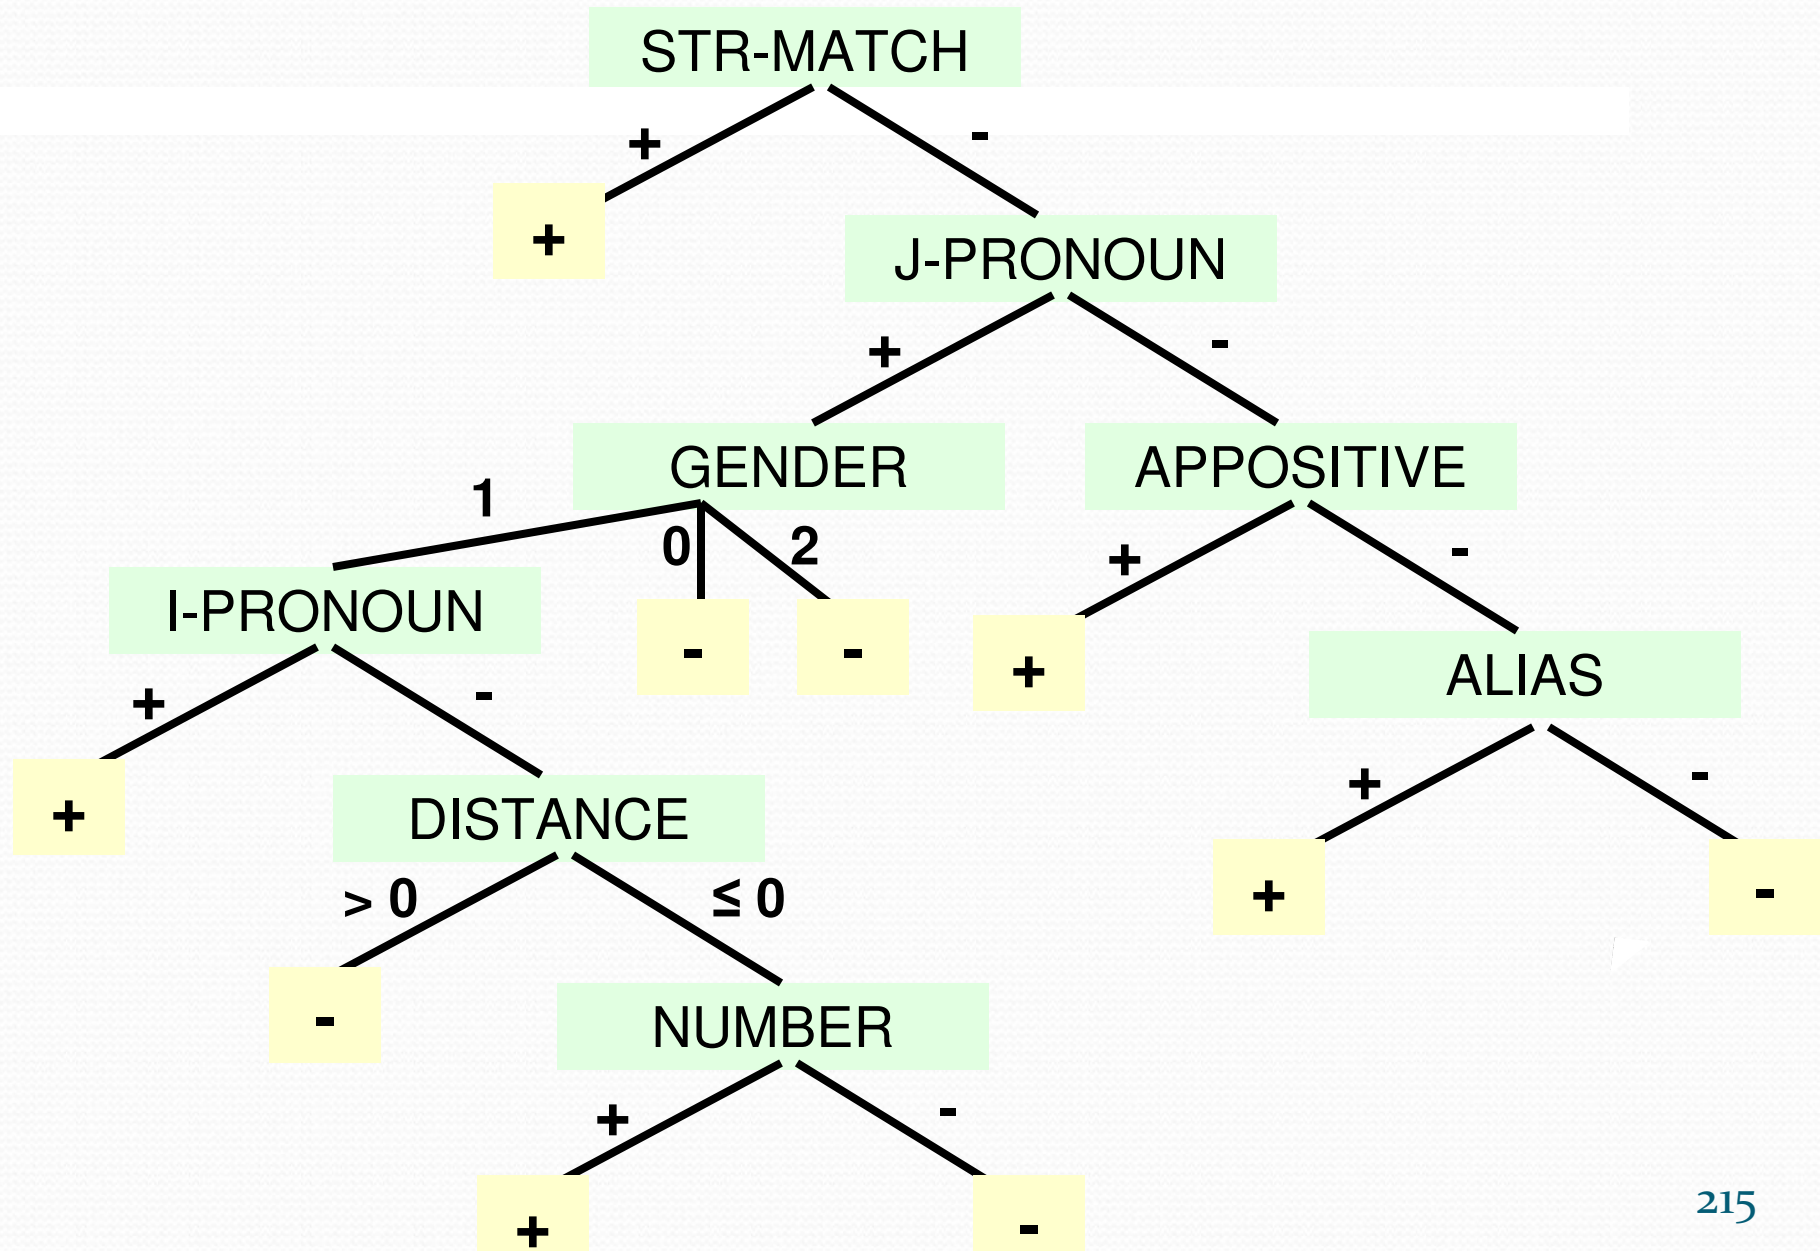 STR-MATCH
+ -
+
J-PRONOUN
+ -
GENDER APPOSITIVE
1 0 2 + -
I-PRONOUN - - + ALIAS
+ - + -
+ DISTANCE + -
> 0 ≤ 0
- NUMBER
+ -
+ -
215